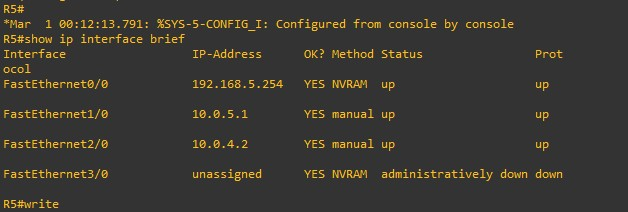 R5#
*Mar  1 00:12:13.791: %SYS-5-CONFIG_I: Configured from console by console
R5#show ip interface brief
Interface                  IP-Address      OK? Method Status                Prot
ocol
FastEthernet0/0            192.168.5.254   YES NVRAM  up                    up
FastEthernet1/0            10.0.5.1        YES manual up                    up
FastEthernet2/0            10.0.4.2        YES manual up                    up
FastEthernet3/0            unassigned      YES NVRAM  administratively down down
R5#write